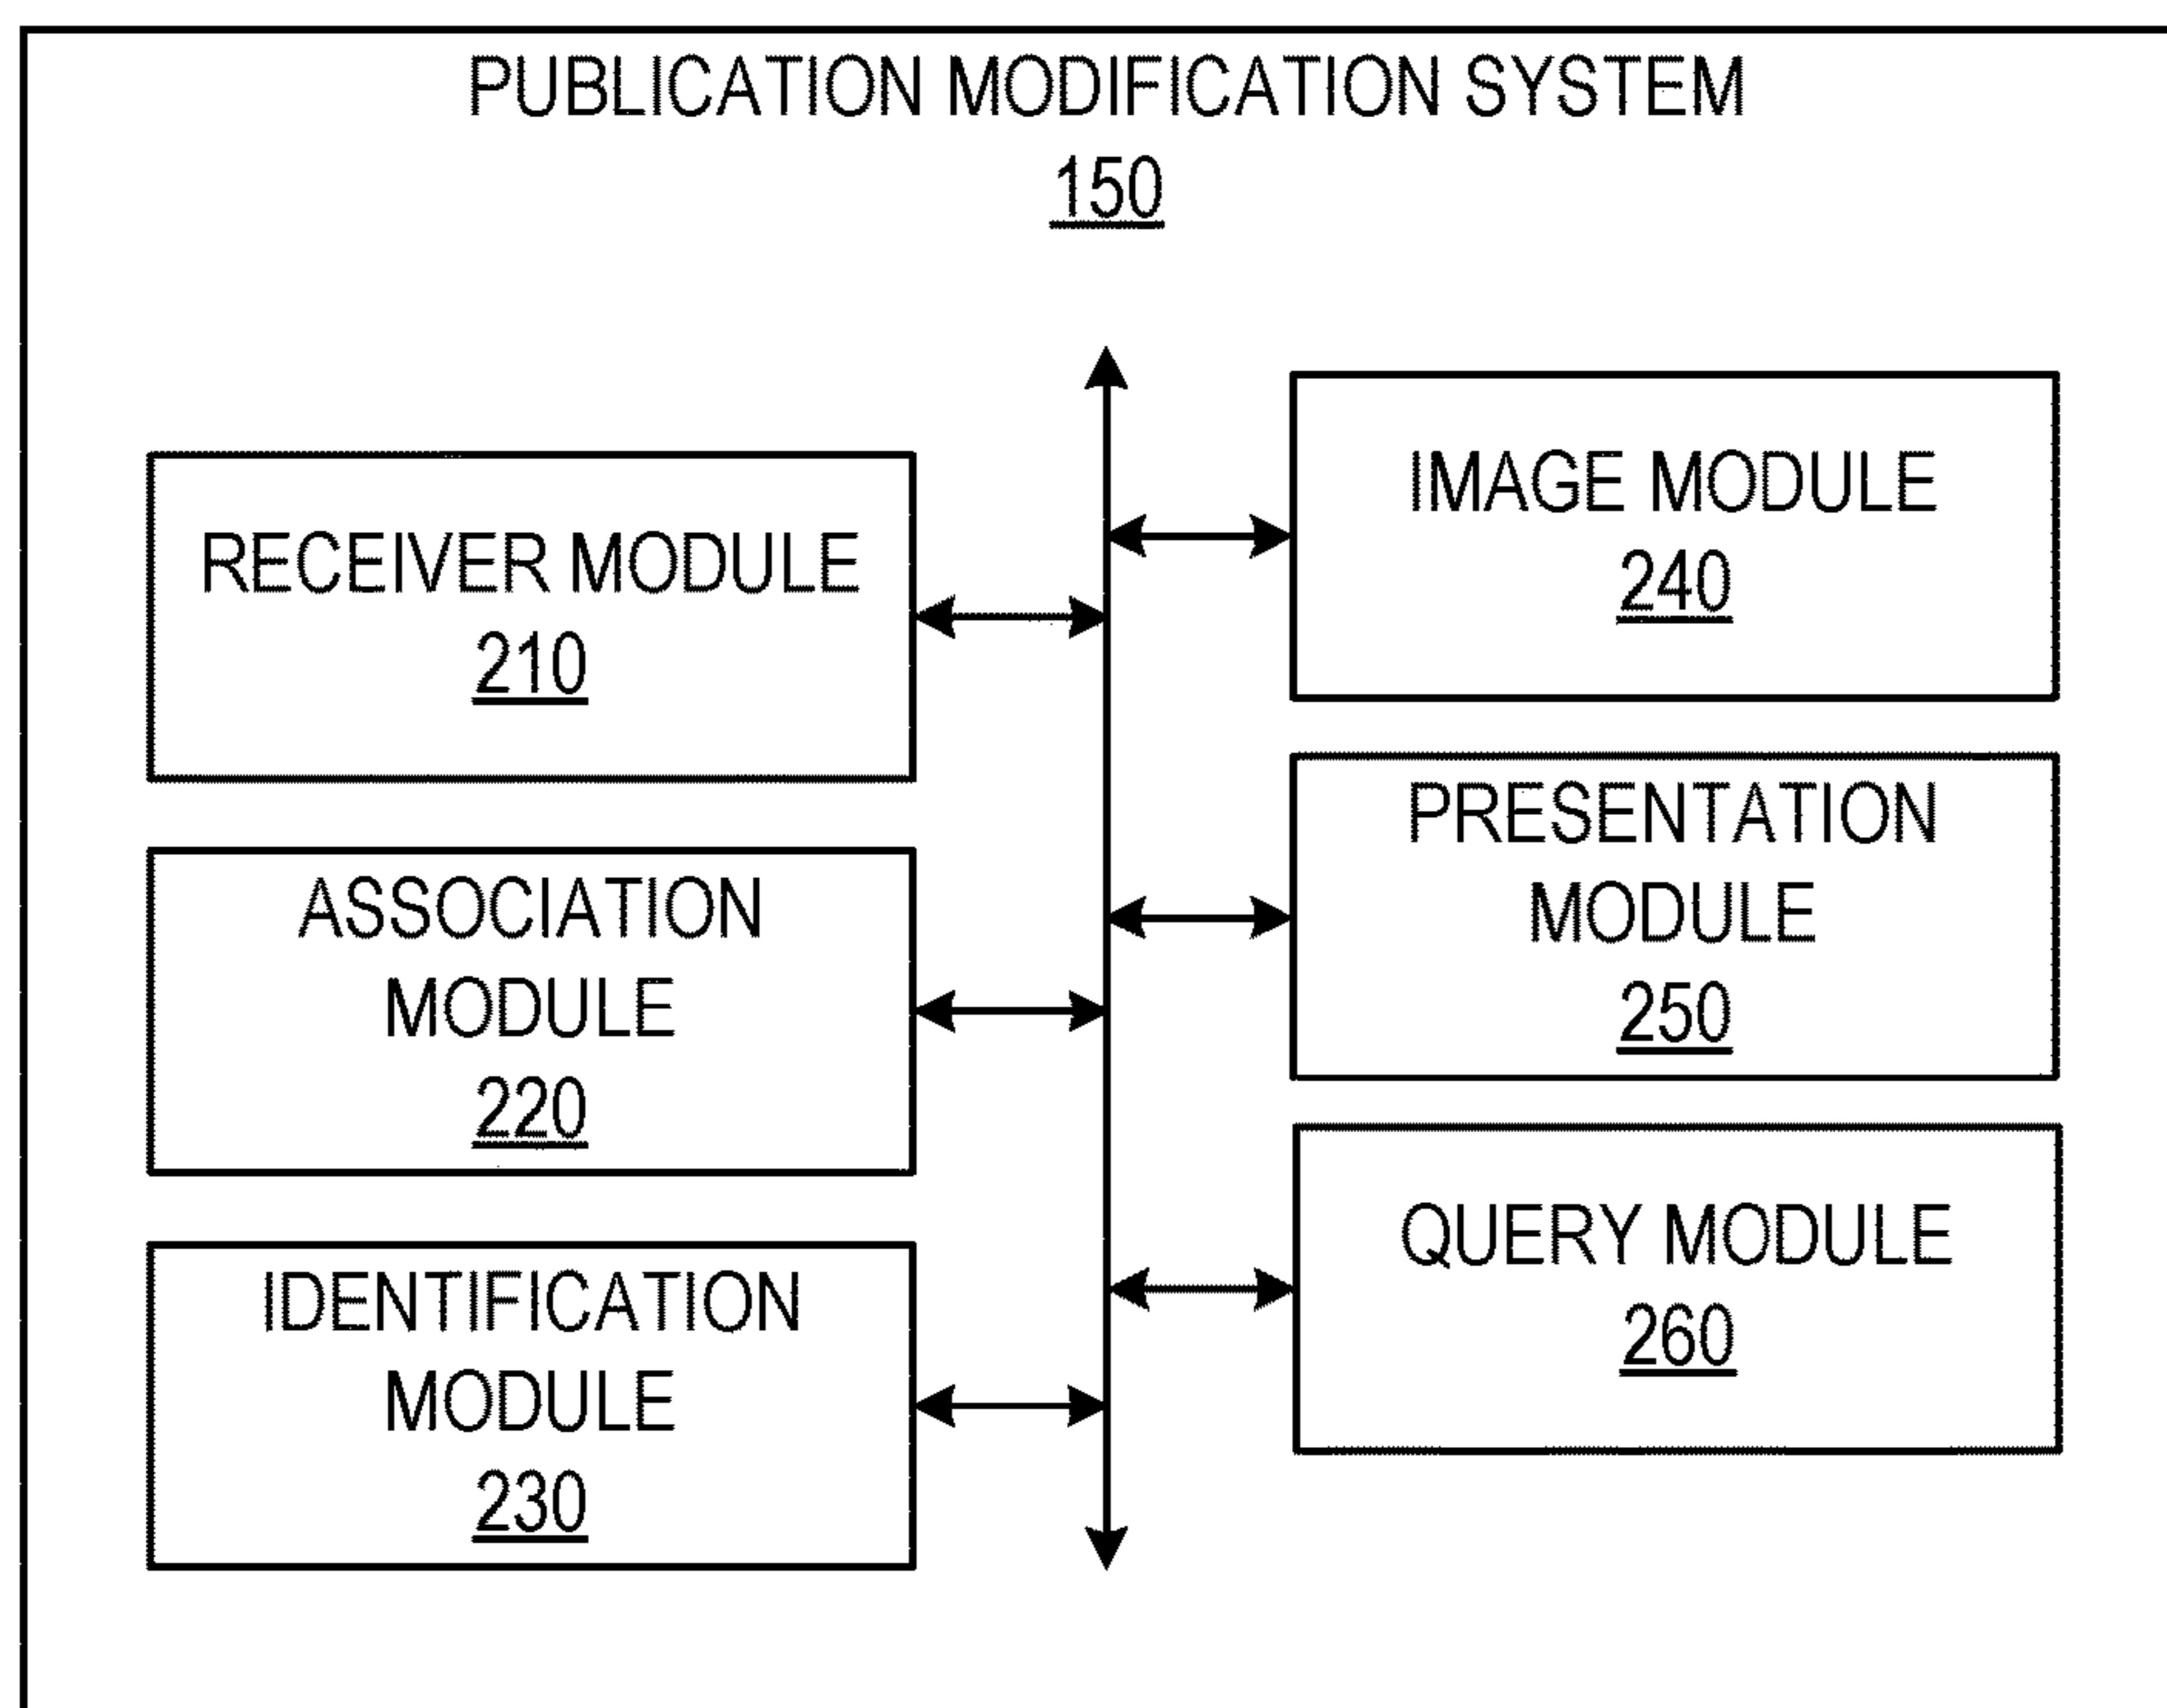 PUBLICATION MODIFICATION SYSTEM
150
RECEIVER MODULE
210
ASSOCIATION
MODULE
220
IDENTIFICATION
MODULE
230
IMAGE MODULE
240
PRESENTATION
MODULE
250
QUERY MODULE
260